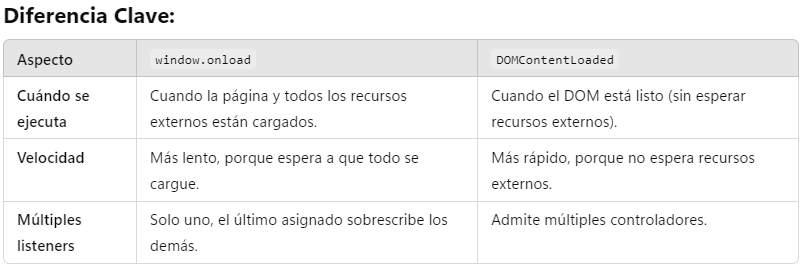 Diferencia Clave:
Aspecto window.onload DOMContentLoaded
Cuándo se ejecuta
Cuando la página y todos los recursos
externos están cargados.
Cuando el DOM está listo (sin esperar
recursos externos).
Velocidad
Más lento, porque espera a que todo se
cargue.
Más rápido, porque no espera recursos
externos.
Múltiples
listeners
Solo uno, el último asignado sobrescribe los
demás.
Admite múltiples controladores.